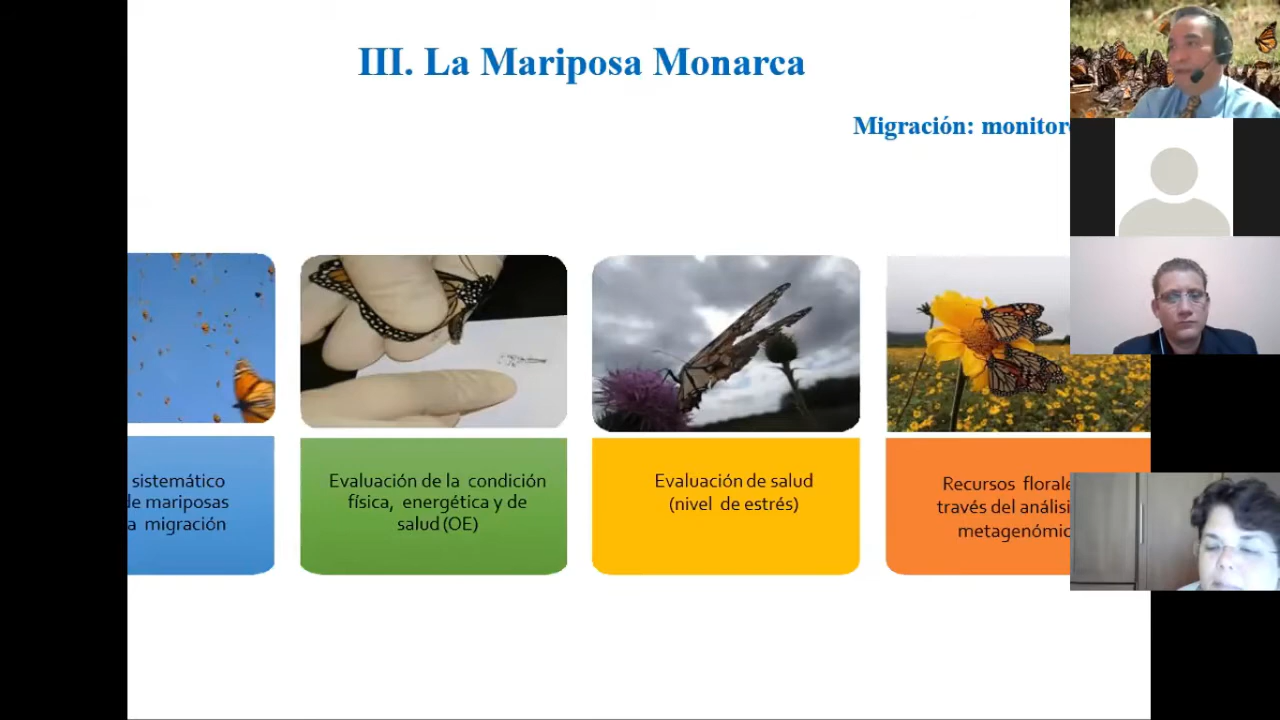 III. La Mariposa Monarca
Migración: monitor
sistemático
de mariposas
a migración
Evaluación de la condición
física, energética y de
salud (OE)
Evaluación de salud
(nivel de estrés)
Recursos florale
través del análisi
metagenómic